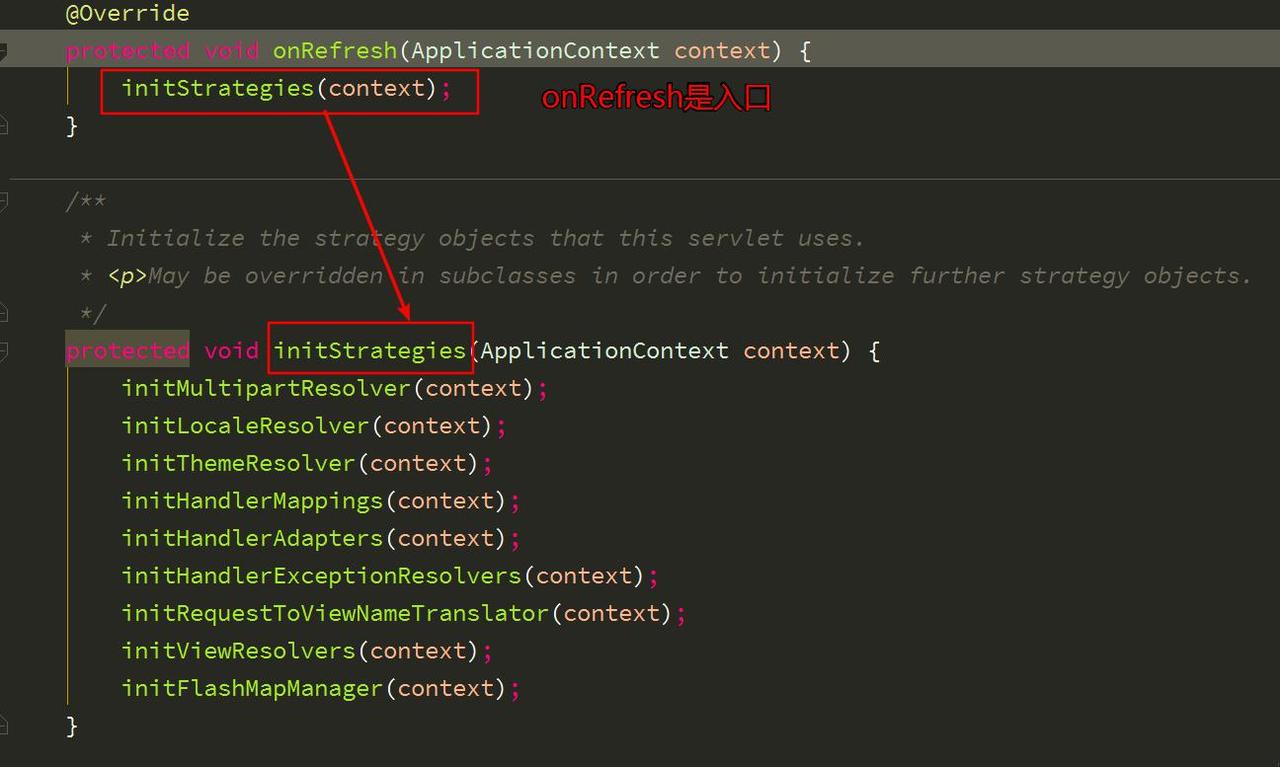 @Override
protected void onRefresh(ApplicationContext context) {
initStrategies(context);
onRefresh是入口
}
/**
* Initialize the strategy objects that this servlet uses.
* <p>May be overridden in subclasses in order to initialize further strategy objects.
*/
protected void initStrategies(ApplicationContext context) {
initMultipartResolver(context);
initLocaleResolver(context);
initThemeResolver(context);
initHandlerMappings(context);
initHandlerAdapters(context);
initHandlerExceptionResolvers(context);
initRequestToViewNameTranslator(context);
initViewResolvers(context);
initFlashMapManager(context);
}